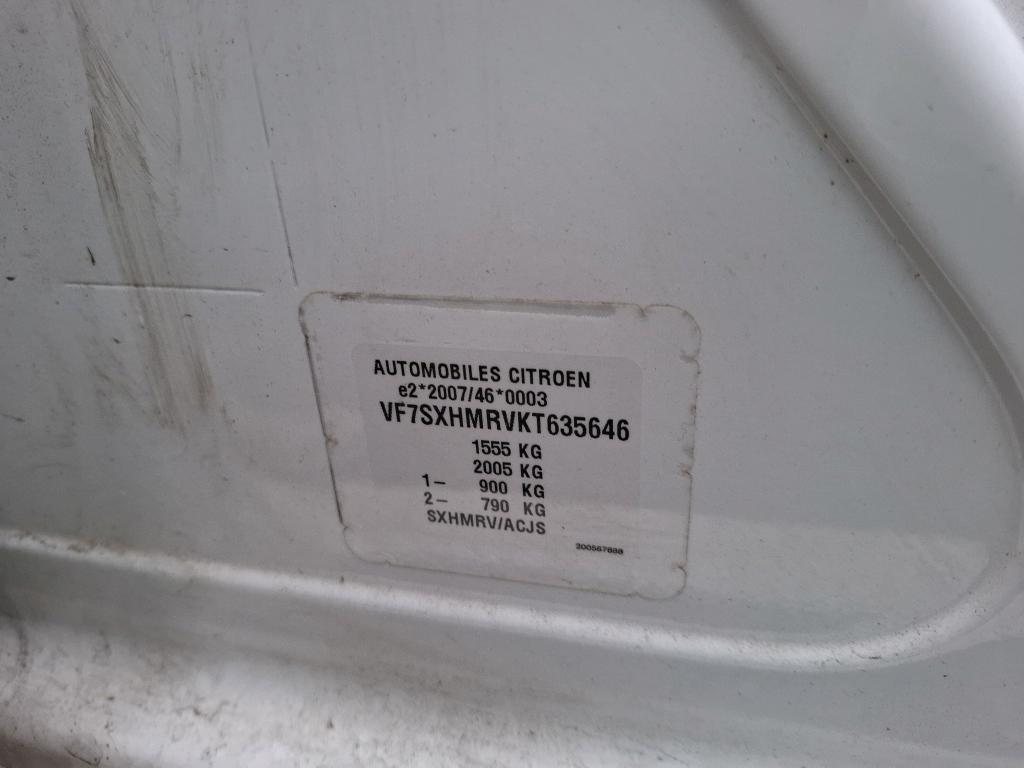 AUTOMOBILES CITROEN
e2*2007/46*0003
VF7SXHMRVKT635646
1555 KG
2005 KG
1– 900 KG
2– 790 KG
SXHMRV/ACJS
200567688